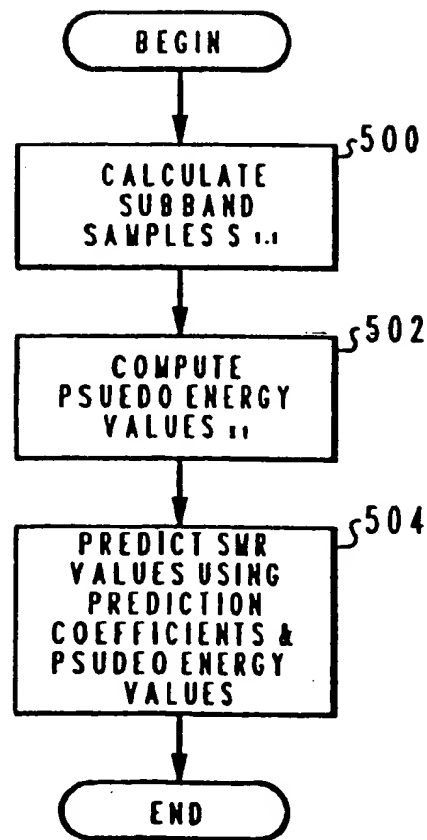 BEGIN
500
CALCULATE
SUBBAND
SAMPLES S
502
COMPUTE
PSUEDO ENERGY
VALUES
504
PREDICT SMR
VALUES USING
PREDICTION
COEFFICIENTS &
PSUDEO ENERGY
VALUES
END